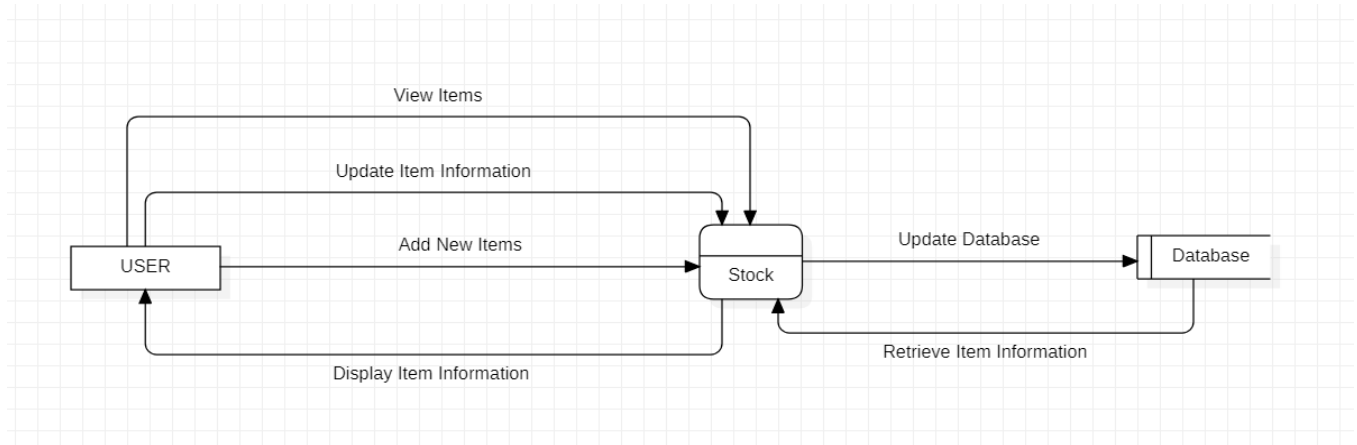 View Items
Update Item Information
Add New Items
Update Database
USER
Stock
Database
Retrieve Item Information
Display Item Information